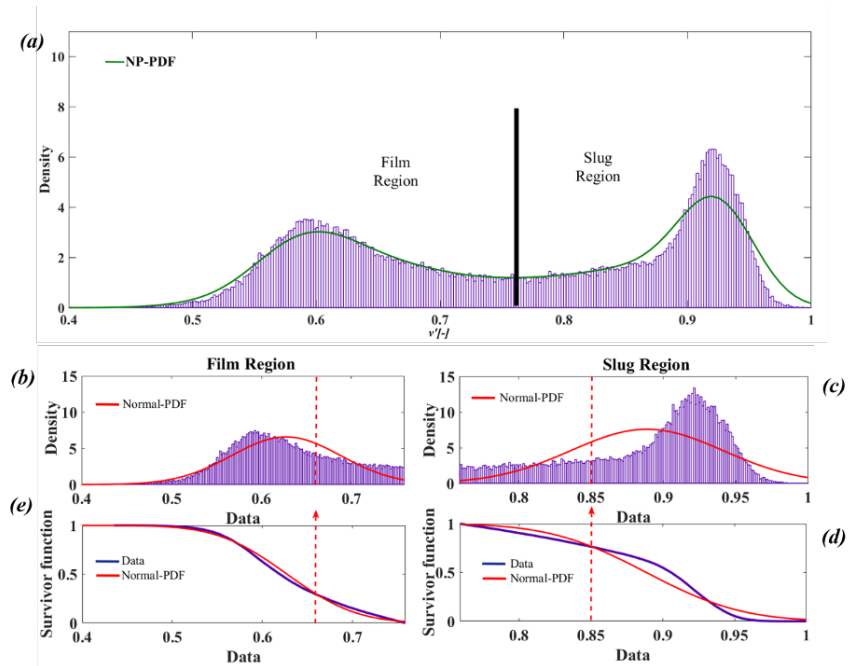 (a)
NP-PDF
10
8
6
4
2
0
Density
Film
Region
Slug
Region
0.4
0.5
0.6
0.7
0.8
0.9
1
v'[-]
(b)
Film Region
15
10
5
0
Density
Normal-PDF
0.4
0.5
0.6
0.7
Data
Slug Region
(c)
15
10
5
0
Density
Normal-PDF
0.8
0.85
0.9
0.95
1
Data
(e)
1
0.5
0
Survivor function
Data
Normal-PDF
0.4
0.5
0.6
0.7
Data
(d)
1
0.5
0
Survivor function
Data
Normal-PDF
0.8
0.85
0.9
0.95
1
Data